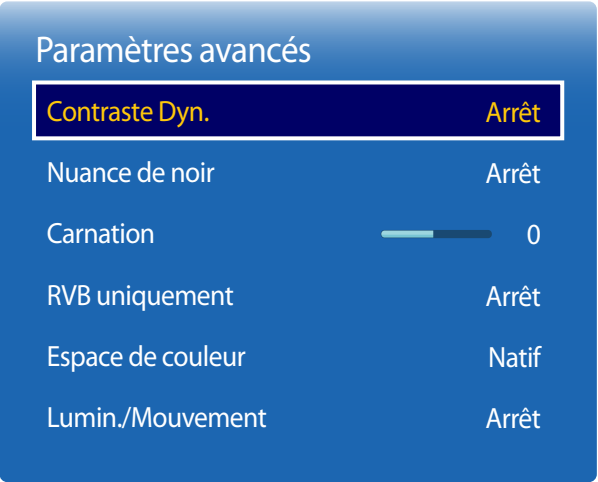 Paramètres avancés
Contraste Dyn. Arrêt
Nuance de noir Arrêt
Carnation 0
RVB uniquement Arrêt
Espace de couleur Natif
Lumin./Mouvement Arrêt